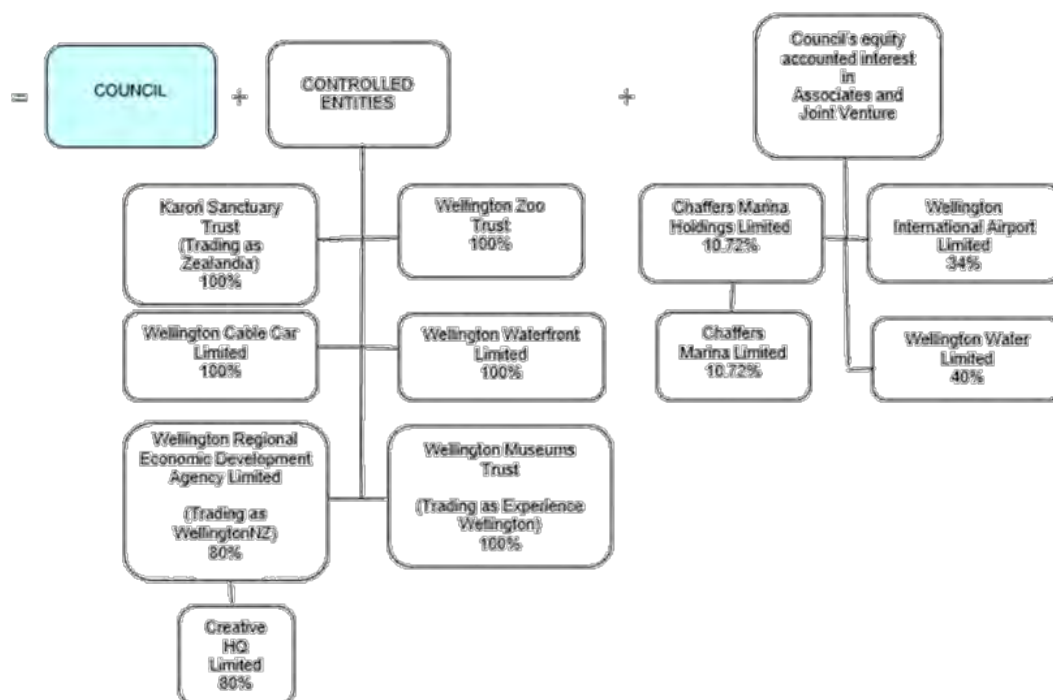 =
COUNCIL
+
CONTROLLED
ENTITIES
+
Council's equity
accounted interest
in
Associates and
Joint Venture
Karori Sanctuary
Trust
(Trading as
Zealandia)
100%
Wellington Zoo
Trust
100%
Chaffers Marina
Holdings Limited
10.72%
Wellington
International Airport
Limited
34%
Wellington Cable Car
Limited
100%
Wellington Waterfront
Limited
100%
Chaffers
Marina Limited
10.72%
Wellington Water
Limited
40%
Wellington Regional
Economic Development
Agency Limited
(Trading as
WellingtonNZ)
80%
Wellington Museums
Trust
(Trading as Experience
Wellington)
100%
Creative
HQ
Limited
80%